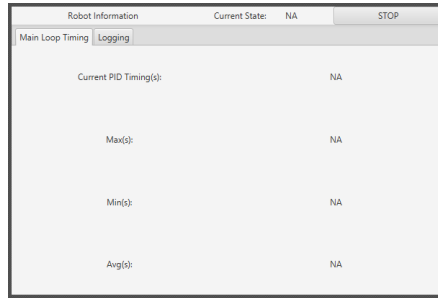 Robot Information Current State: NA STOP
Main Loop Timing Logging
Current PID Timing(s): NA
Max(s): NA
Min(s): NA
Avg(s): NA